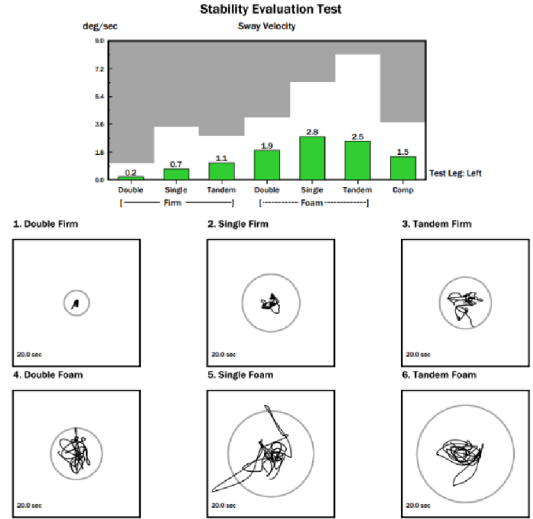 Stability Evaluation Test
deg/sec
Sway Velocity
9.0
7.2
5.4
3.6
1.8
0.0
0.2
0.7
1.1
1.9
2.8
2.5
1.5
Test Leg: Left
Double Single Tandem Double Single Tandem Comp
[ Firm ] [ Foam ]
1. Double Firm
2. Single Firm
3. Tandem Firm
20.0 sec
20.0 sec
20.0 sec
4. Double Foam
5. Single Foam
6. Tandem Foam
20.0 sec
20.0 sec
20.0 sec